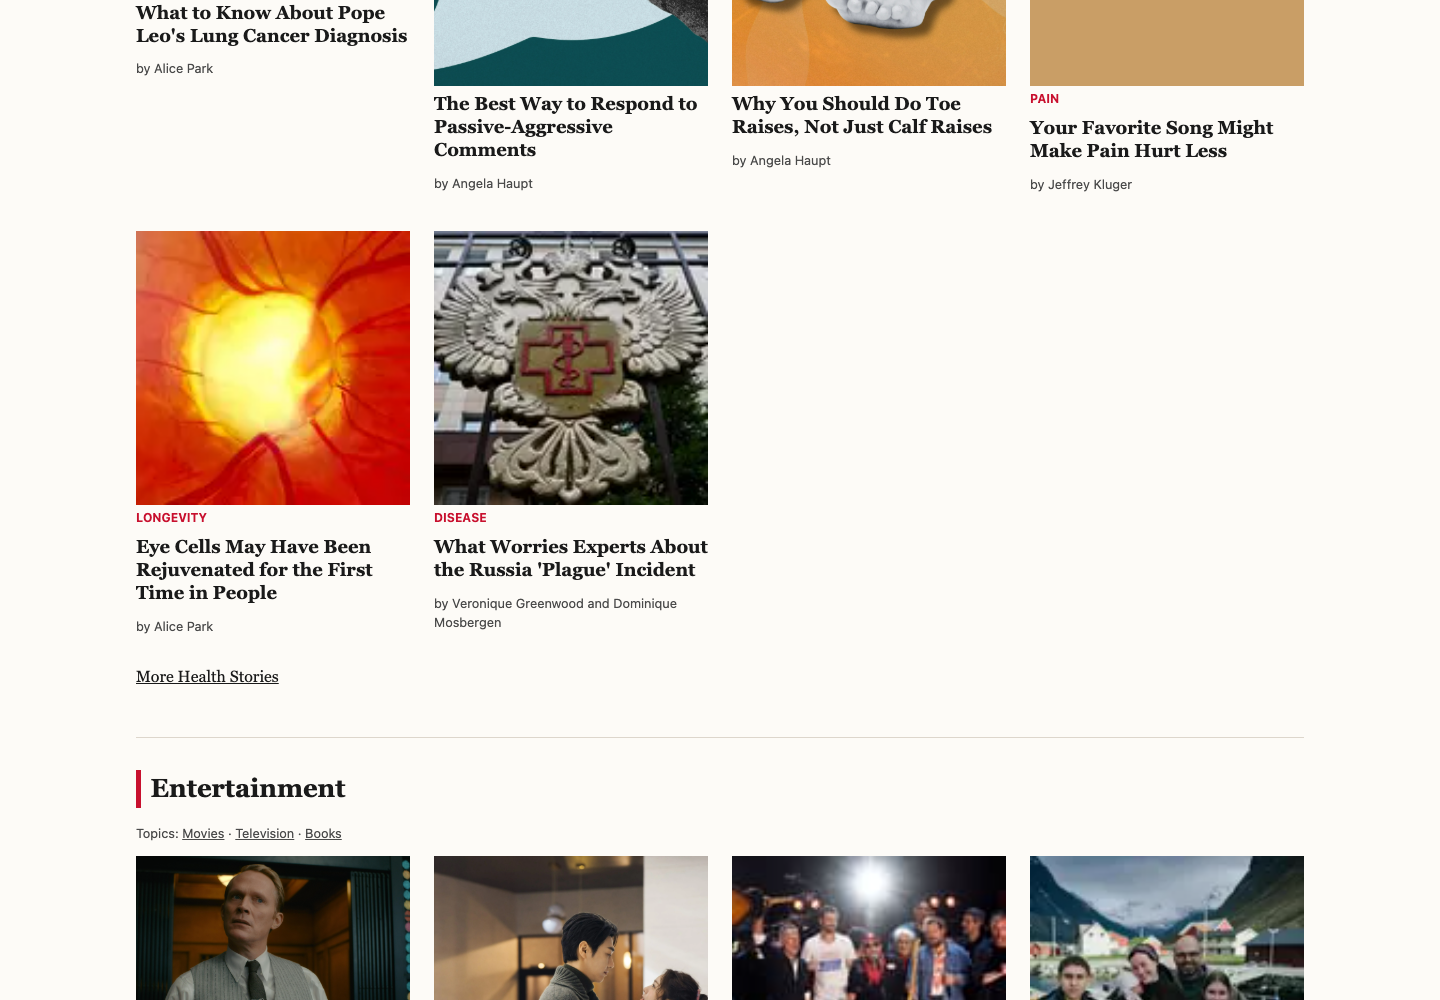 What to Know About Pope
Leo's Lung Cancer Diagnosis
by Alice Park
The Best Way to Respond to
Passive-Aggressive
Comments
by Angela Haupt
Why You Should Do Toe
Raises, Not Just Calf Raises
by Angela Haupt
PAIN
Your Favorite Song Might
Make Pain Hurt Less
by Jeffrey Kluger
LONGEVITY
Eye Cells May Have Been
Rejuvenated for the First
Time in People
by Alice Park
DISEASE
What Worries Experts About
the Russia 'Plague' Incident
by Veronique Greenwood and Dominique
Mosbergen
More Health Stories
Entertainment
Topics: Movies · Television · Books